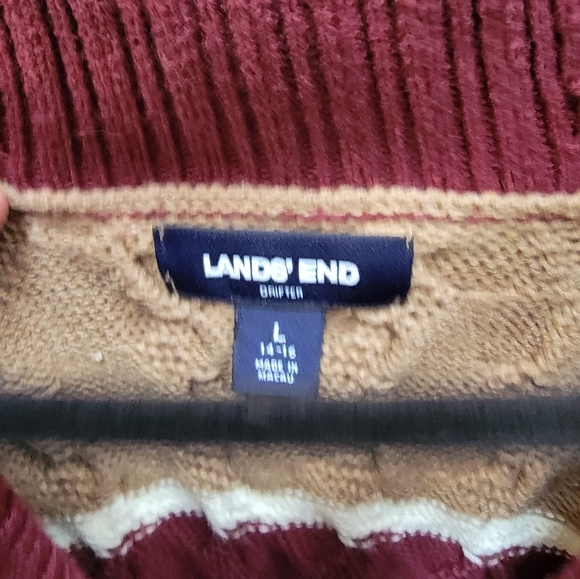 LANDS' END
DRIFTER
L
14-16
MADE IN
MACAU